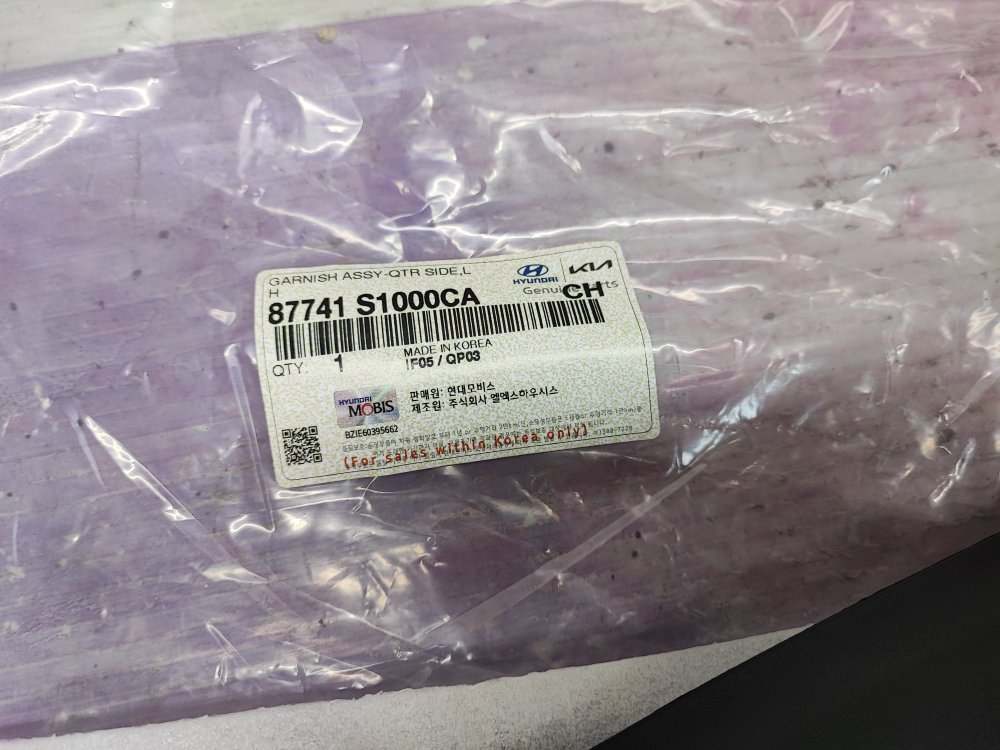 GARNISH ASSY-QTR SIDE,L
H
HYUNDAI KIA
Genui ts
87741 S1000CA CH
MADE IN KOREA
QTY: 1 IF05 / QP03
HYUNDAI
MOBIS
판매원: 현대모비스
제조원: 주식회사 엘엑스하우시스
BZIE60395662
(For sales within Korea only)